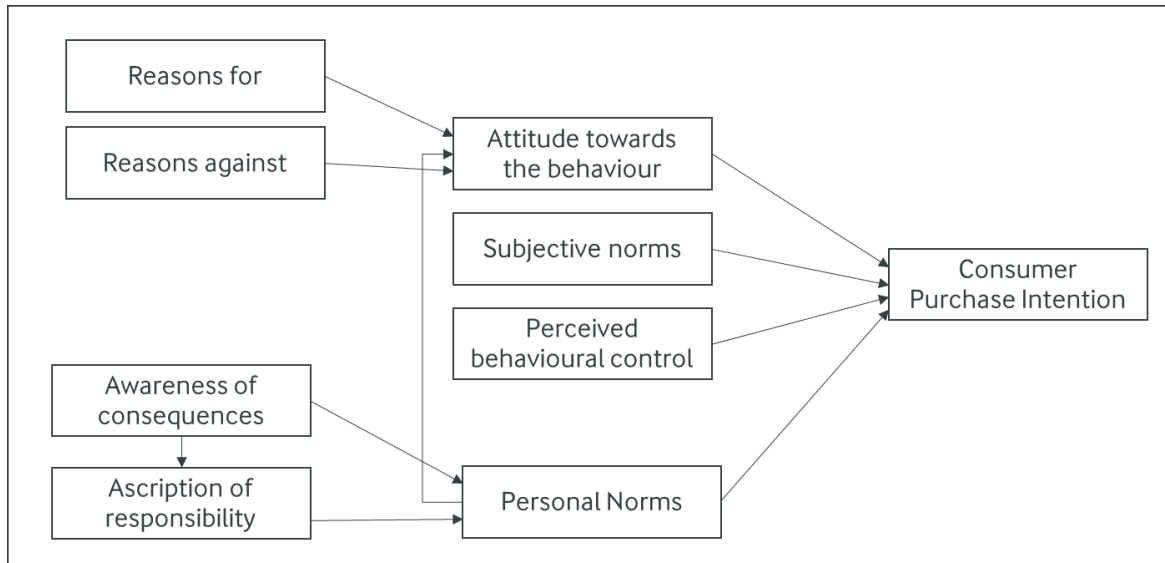 Reasons for
Reasons against
Attitude towards
the behaviour
Subjective norms
Perceived
behavioural control
Consumer
Purchase Intention
Awareness of
consequences
Ascription of
responsibility
Personal Norms